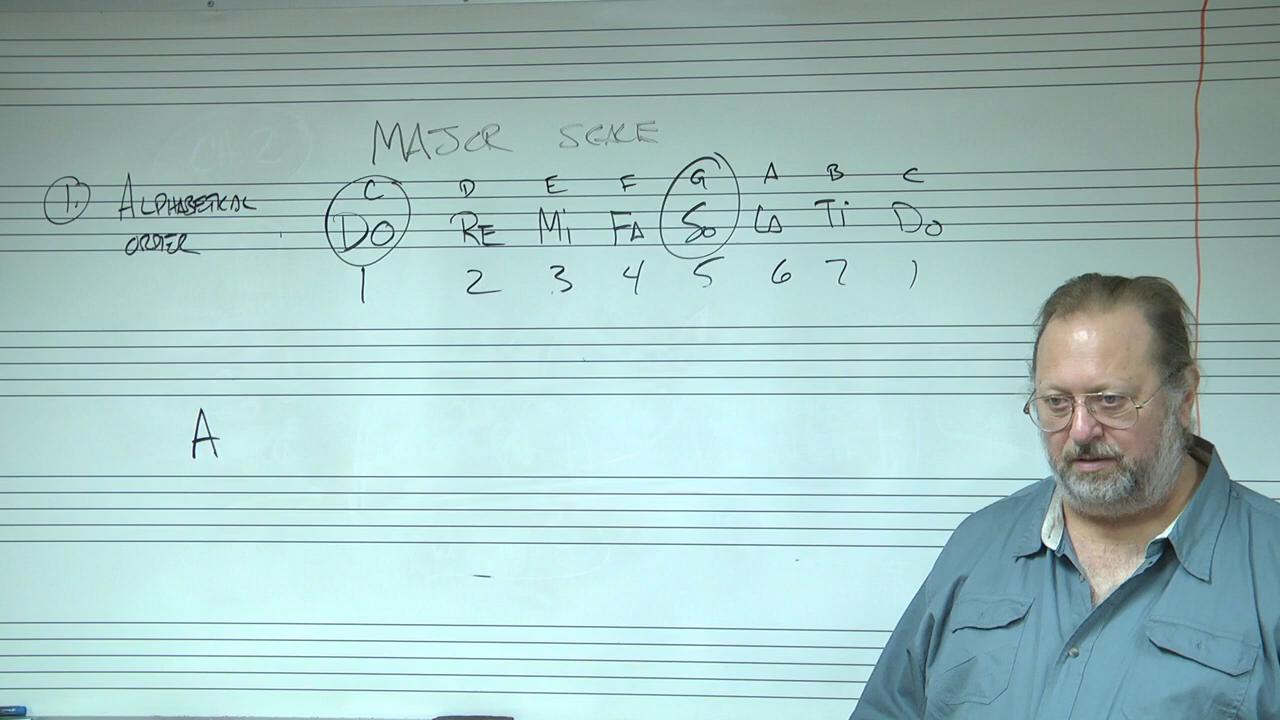 MAJOR SCALE
1. ALPHABETICAL
ORDER
C D E F G A B C
DO RE Mi FA So LA Ti Do
1 2 3 4 5 6 7 1
A